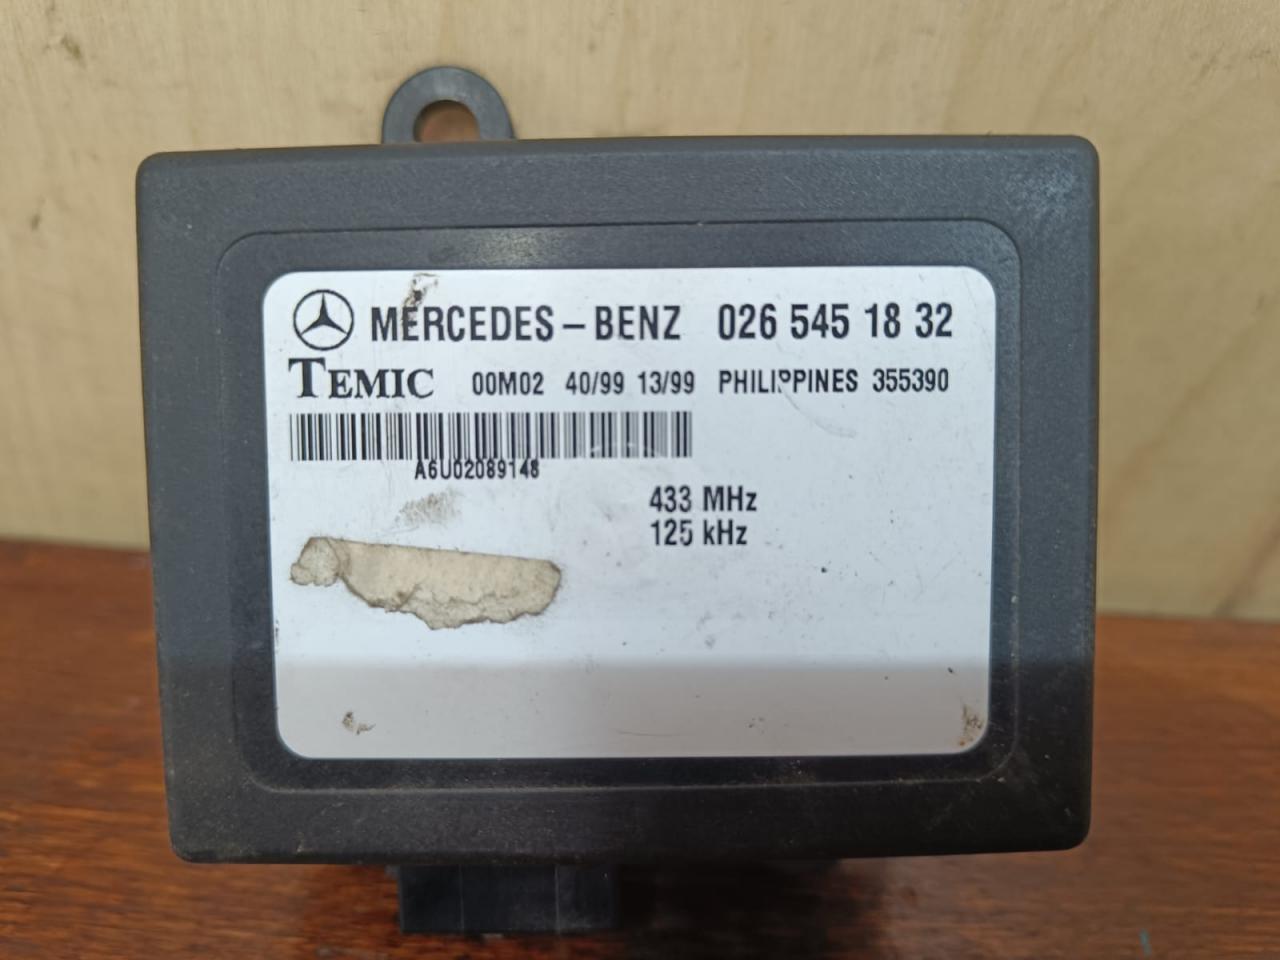 MERCEDES – BENZ 026 545 18 32
TEMIC 00M02 40/99 13/99 PHILIPPINES 355390
A6U02089148
433 MHz
125 kHz